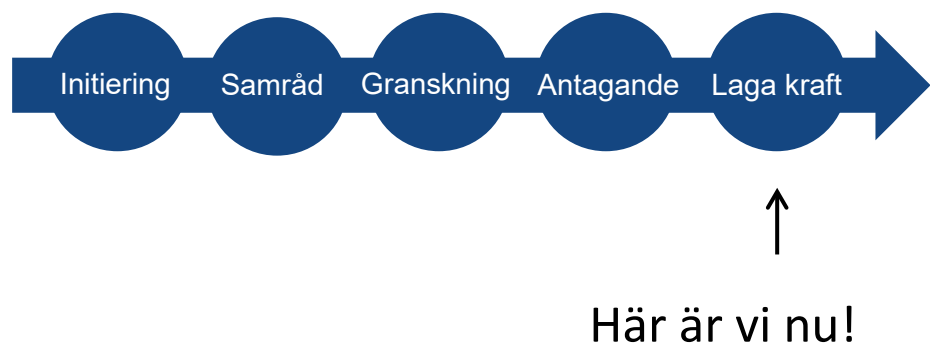 Initiering Samråd Granskning Antagande Laga kraft
Här är vi nu!